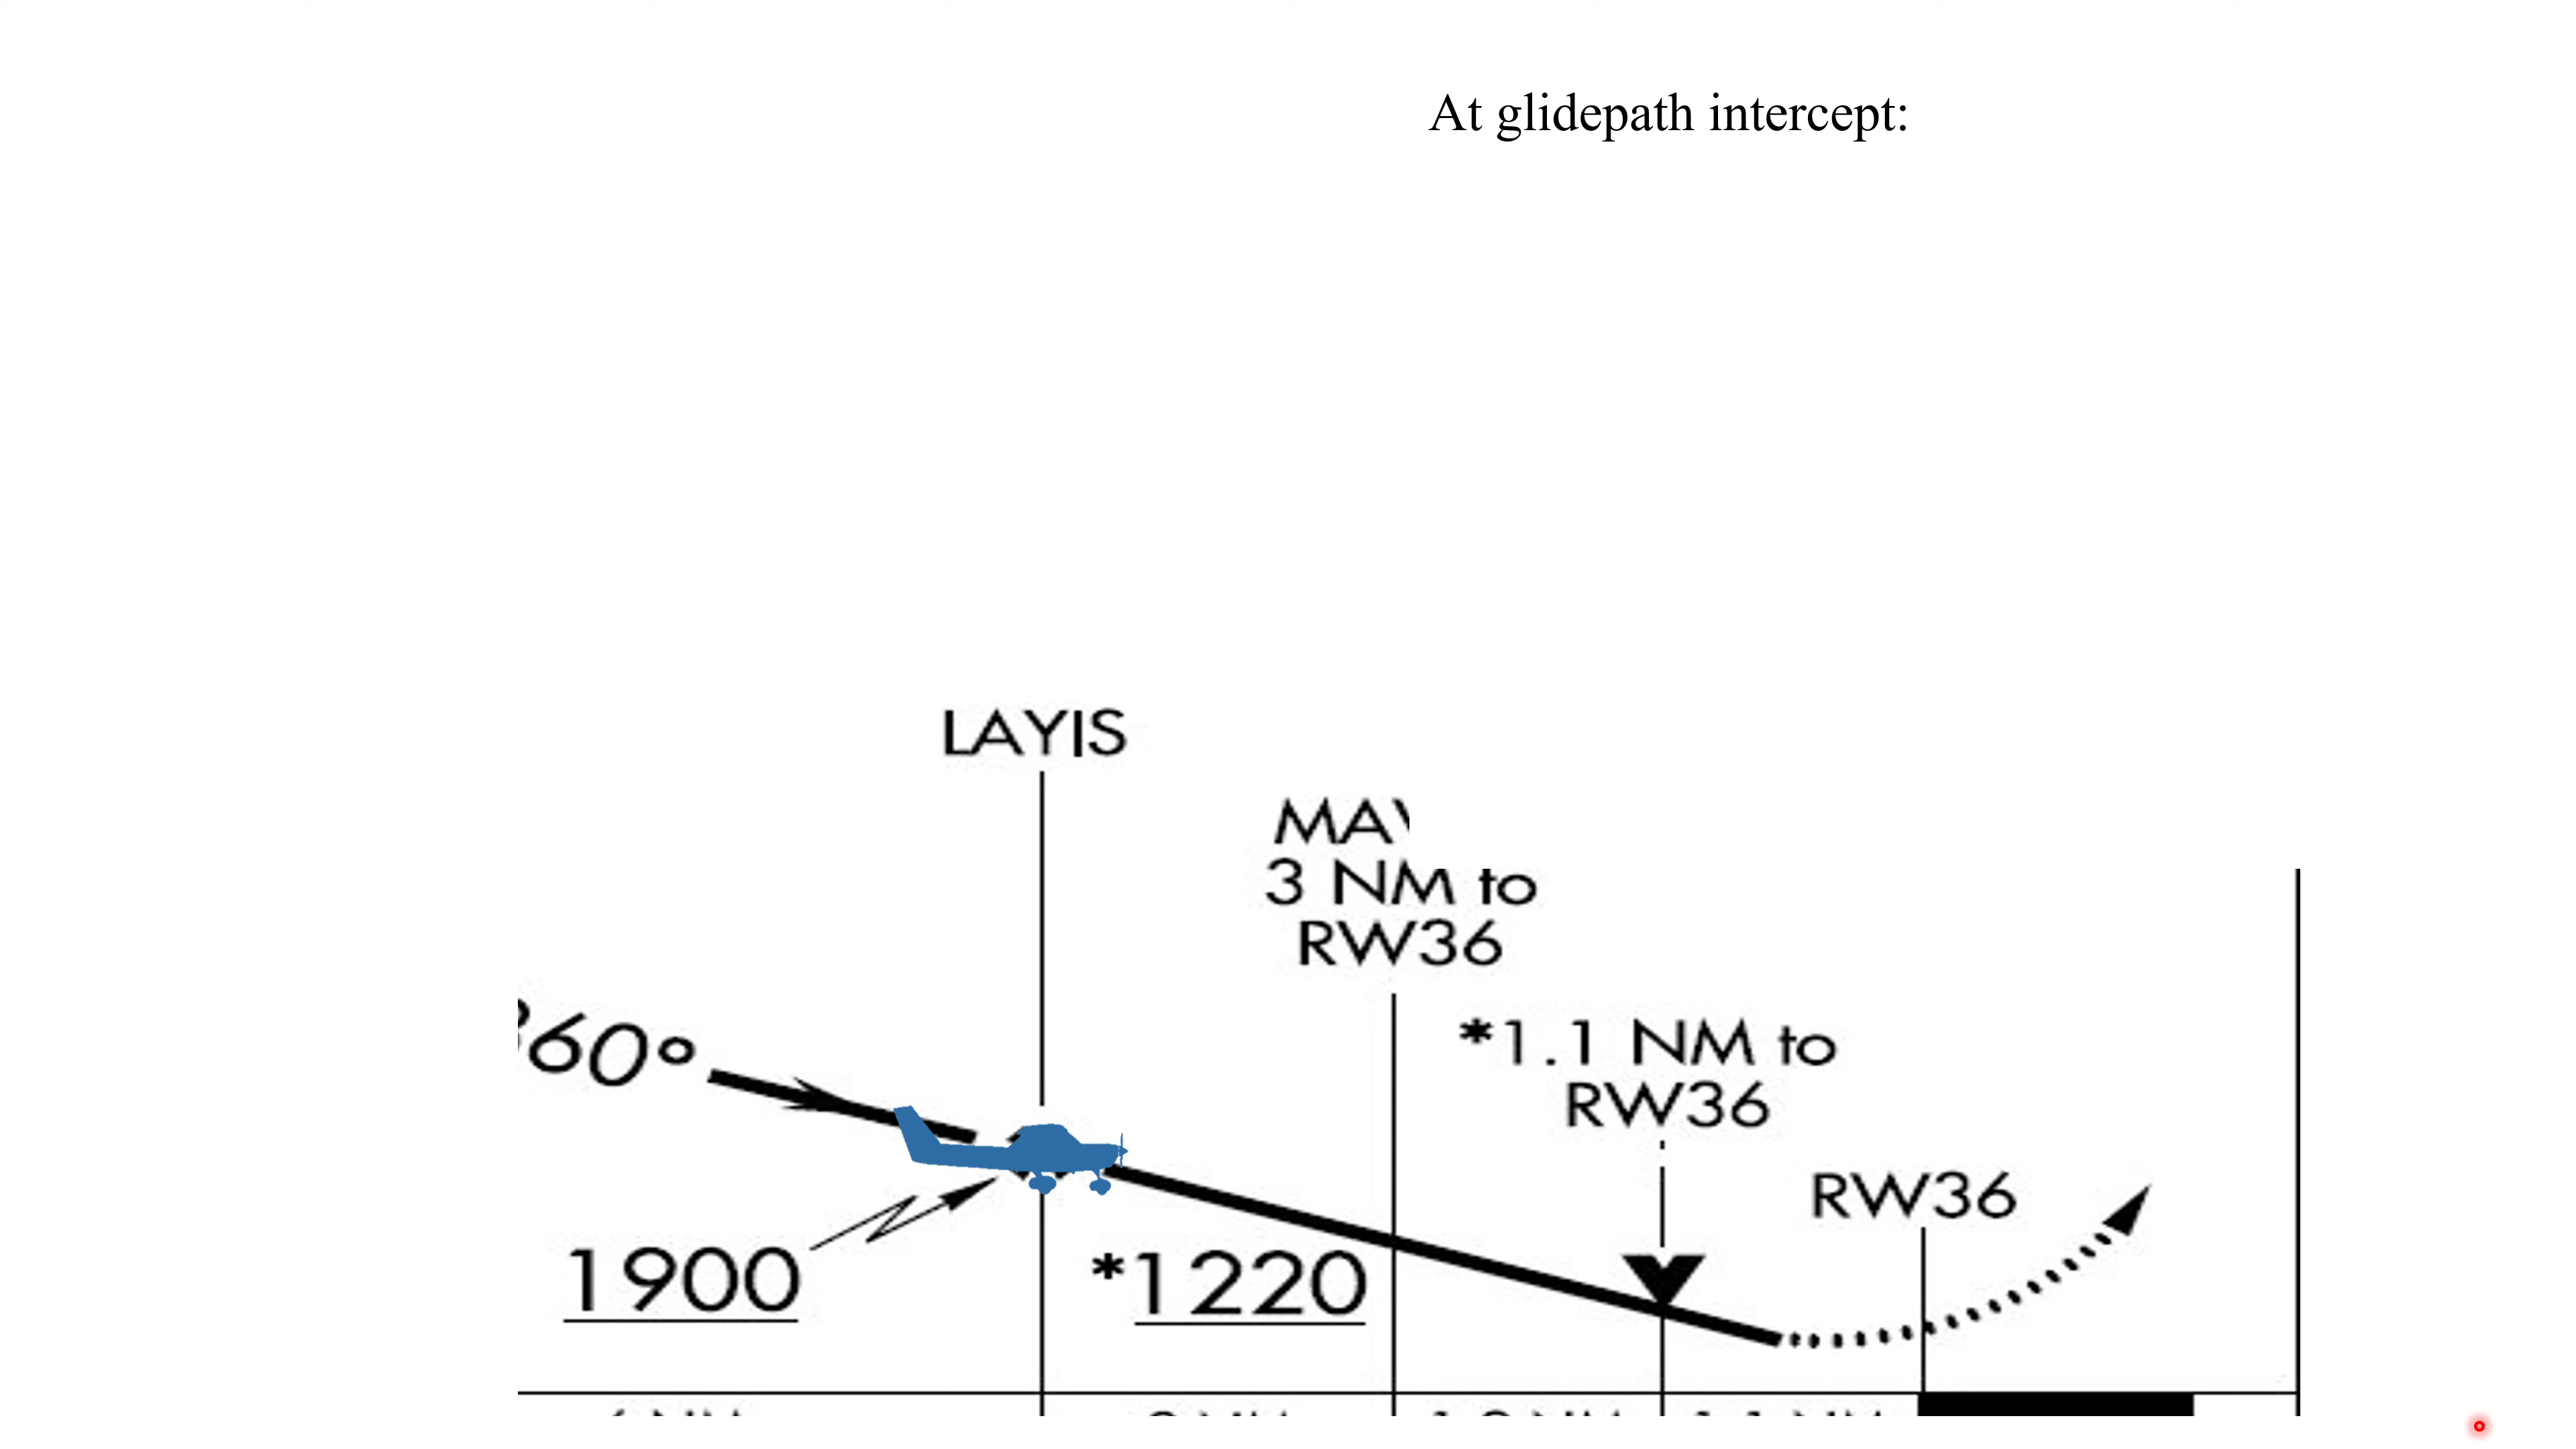 At glidepath intercept:
LAYIS
3 NM to
RW36
*1.1 NM to
RW36
RW36
1900
*1220